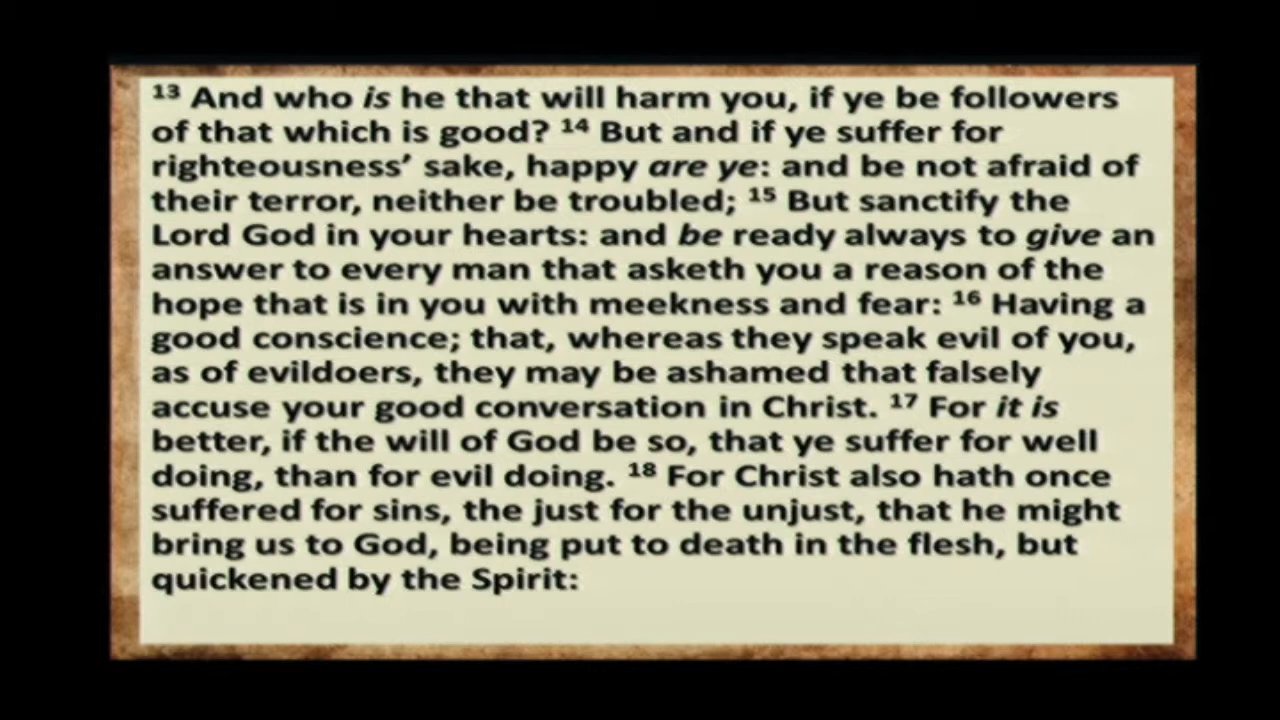 13 And who is he that will harm you, if ye be followers
of that which is good? 14 But and if ye suffer for
righteousness’ sake, happy are ye: and be not afraid of
their terror, neither be troubled; 15 But sanctify the
Lord God in your hearts: and be ready always to give an
answer to every man that asketh you a reason of the
hope that is in you with meekness and fear: 16 Having a
good conscience; that, whereas they speak evil of you,
as of evildoers, they may be ashamed that falsely
accuse your good conversation in Christ. 17 For it is
better, if the will of God be so, that ye suffer for well
doing, than for evil doing. 18 For Christ also hath once
suffered for sins, the just for the unjust, that he might
bring us to God, being put to death in the flesh, but
quickened by the Spirit: